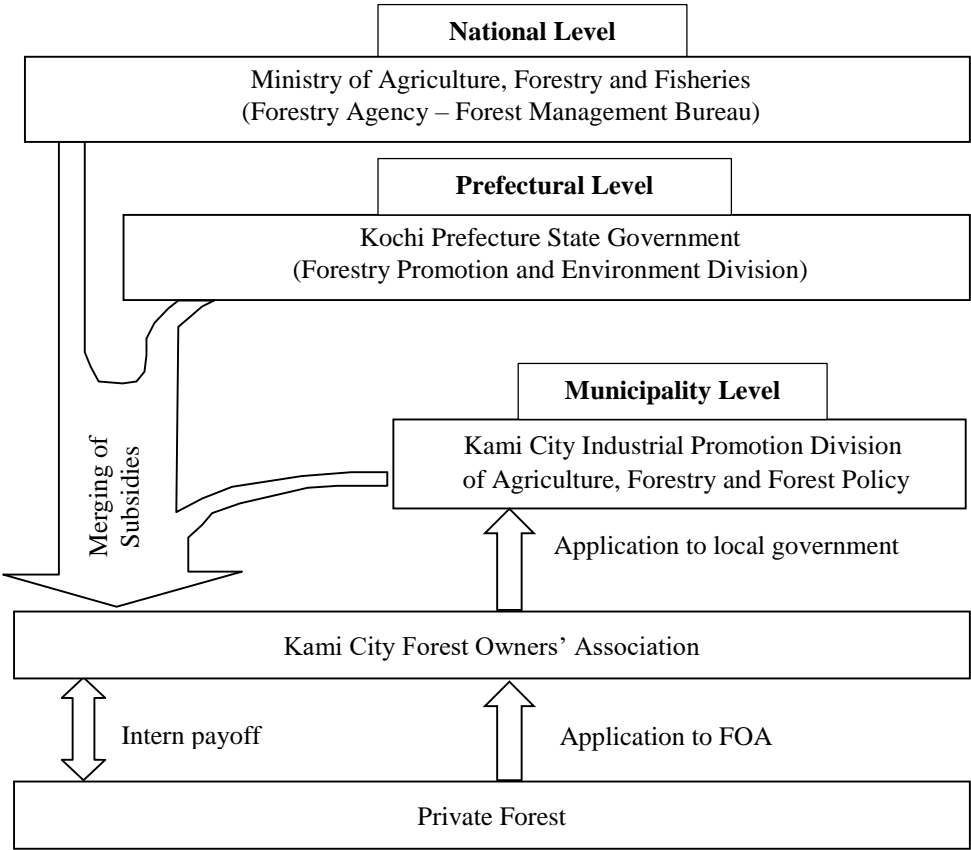 National Level
Ministry of Agriculture, Forestry and Fisheries
(Forestry Agency – Forest Management Bureau)
Prefectural Level
Kochi Prefecture State Government
(Forestry Promotion and Environment Division)
Municipality Level
Kami City Industrial Promotion Division
of Agriculture, Forestry and Forest Policy
Merging of
Subsidies
Application to local government
Kami City Forest Owners’ Association
Intern payoff
Application to FOA
Private Forest